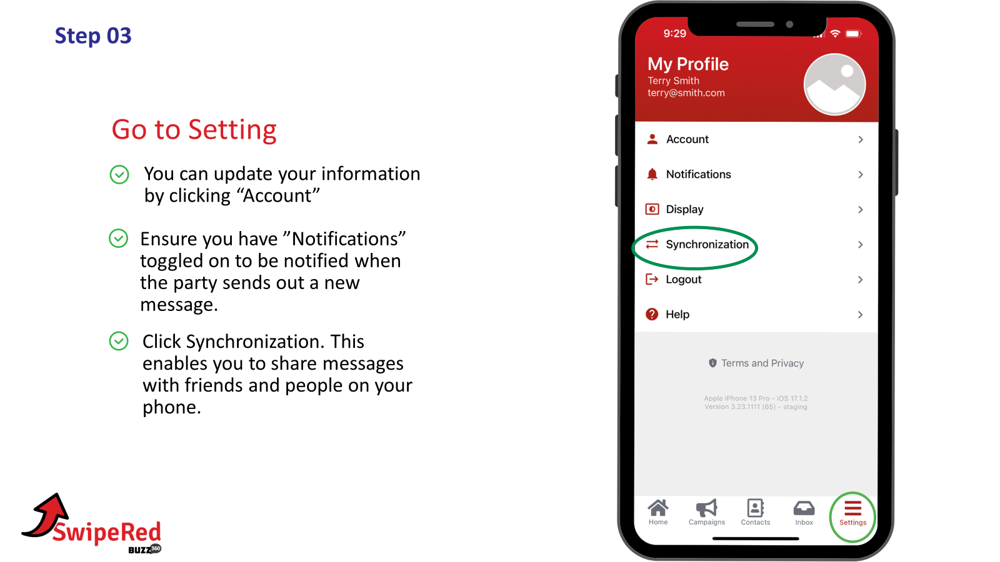 Step 03
Go to Setting
You can update your information
by clicking “Account”
Ensure you have ”Notifications”
toggled on to be notified when
the party sends out a new
message.
Click Synchronization. This
enables you to share messages
with friends and people on your
phone.
SwipeRed
BUZZ360
9:29
My Profile
Terry Smith
terry@smith.com
Account
Notifications
Display
Synchronization
Logout
Help
Terms and Privacy
Apple iPhone 13 Pro - iOS 17.1.2
Version 3.23.1111 (65) - staging
Home
Campaigns
Contacts
Inbox
Settings